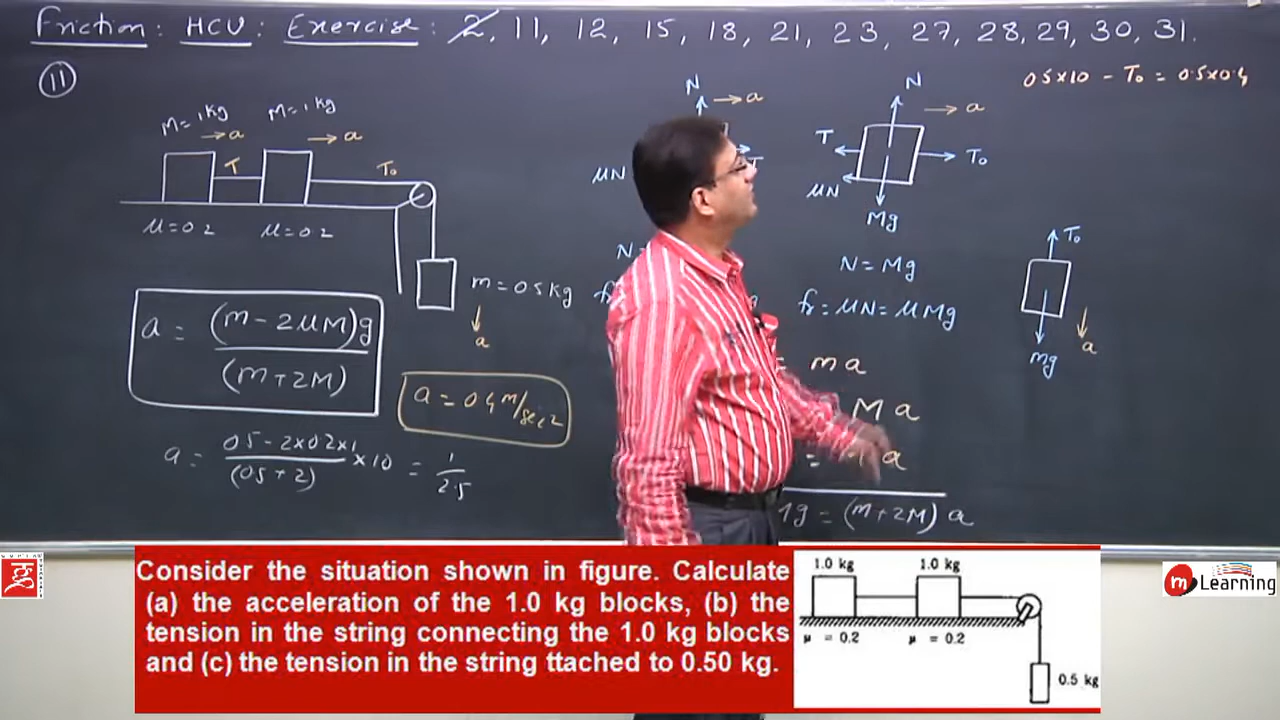 Friction : HCV : Exercise : 2, 11, 12, 15, 18, 21, 23, 27, 28, 29, 30, 31.
11
M=1kg
M=1kg
→a
→a
T
T₀
μ=0.2
μ=0.2
m=0.5kg
a
a = (m-2μM)g
(m+2M)
a = 0.4 m/sec²
a = 0.5-2×0.2×1 ×10 = 1
(0.5+2) 2.5
N
→a
T
μN
N
→a
T
T₀
μN
Mg
N=
N=Mg
fr=μN=μMg
= ma
Ma
= a
g = (m+2M) a
0.5×10 - T₀ = 0.5×0.4
T₀
mg
a
Consider the situation shown in figure. Calculate
(a) the acceleration of the 1.0 kg blocks, (b) the
tension in the string connecting the 1.0 kg blocks
and (c) the tension in the string ttached to 0.50 kg.
1.0 kg
1.0 kg
μ = 0.2
μ = 0.2
0.5 kg
m Learning